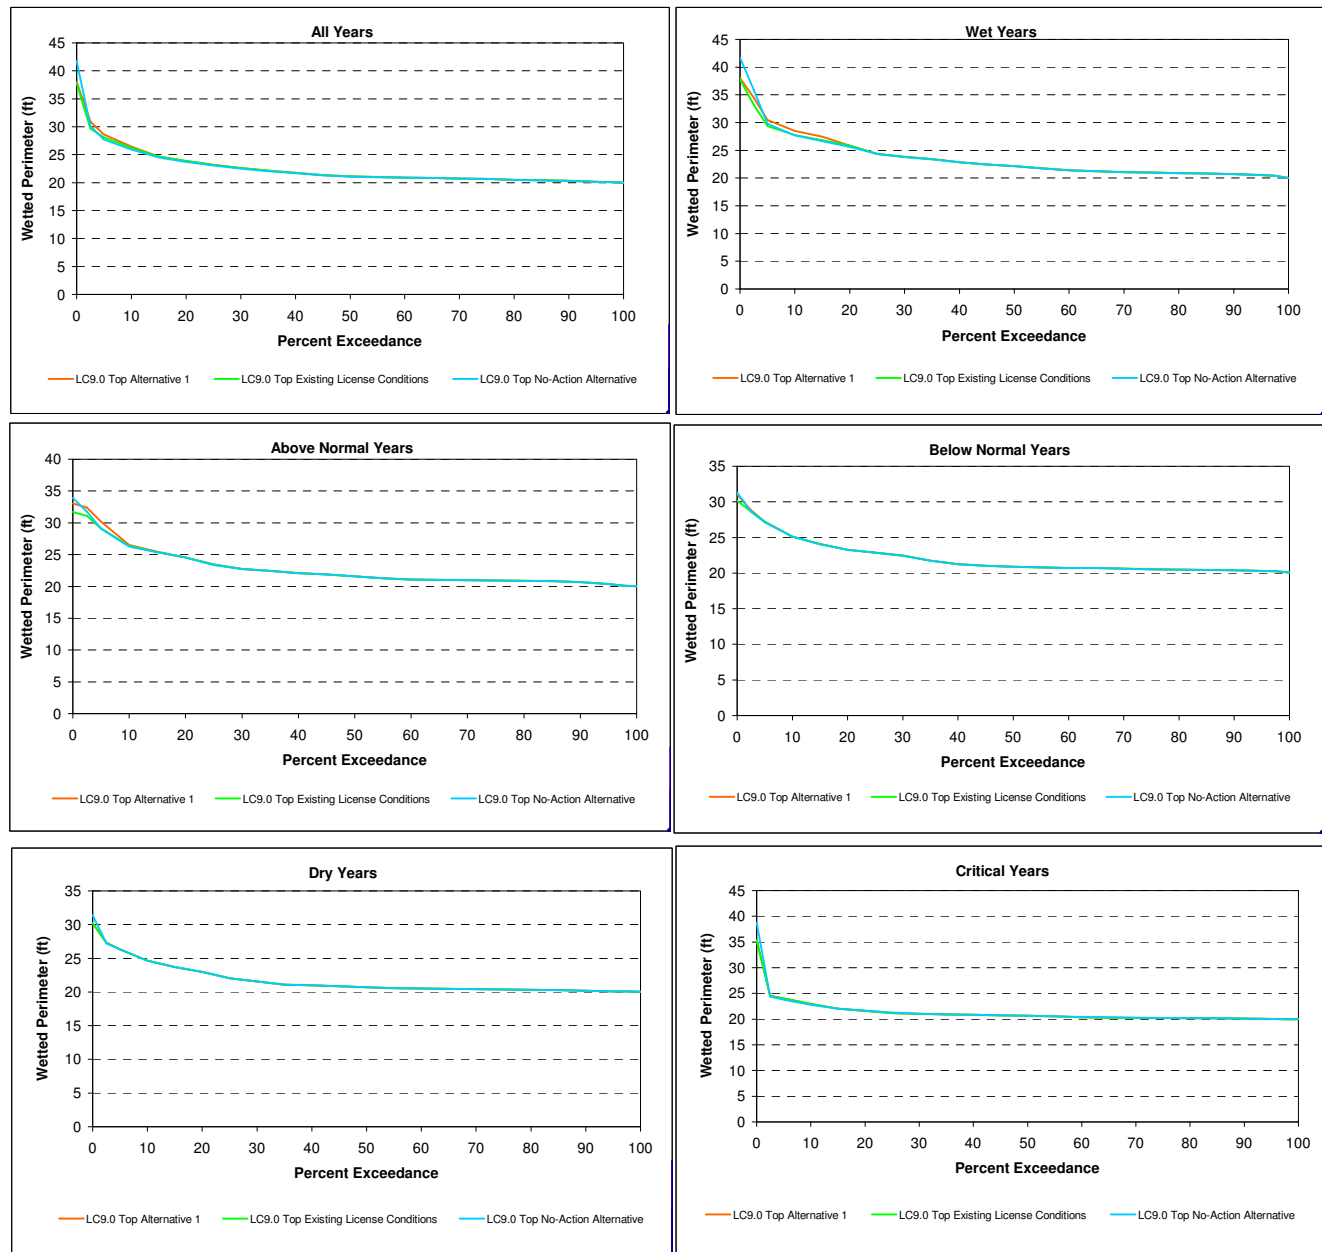 All Years
Wetted Perimeter (ft)
45
40
35
30
25
20
15
10
5
0
0 10 20 30 40 50 60 70 80 90 100
Percent Exceedance
LC9.0 Top Alternative 1 LC9.0 Top Existing License Conditions LC9.0 Top No-Action Alternative
Wet Years
Wetted Perimeter (ft)
45
40
35
30
25
20
15
10
5
0
0 10 20 30 40 50 60 70 80 90 100
Percent Exceedance
LC9.0 Top Alternative 1 LC9.0 Top Existing License Conditions LC9.0 Top No-Action Alternative
Above Normal Years
Wetted Perimeter (ft)
40
35
30
25
20
15
10
5
0
0 10 20 30 40 50 60 70 80 90 100
Percent Exceedance
LC9.0 Top Alternative 1 LC9.0 Top Existing License Conditions LC9.0 Top No-Action Alternative
Below Normal Years
Wetted Perimeter (ft)
35
30
25
20
15
10
5
0
0 10 20 30 40 50 60 70 80 90 100
Percent Exceedance
LC9.0 Top Alternative 1 LC9.0 Top Existing License Conditions LC9.0 Top No-Action Alternative
Dry Years
Wetted Perimeter (ft)
35
30
25
20
15
10
5
0
0 10 20 30 40 50 60 70 80 90 100
Percent Exceedance
LC9.0 Top Alternative 1 LC9.0 Top Existing License Conditions LC9.0 Top No-Action Alternative
Critical Years
Wetted Perimeter (ft)
45
40
35
30
25
20
15
10
5
0
0 10 20 30 40 50 60 70 80 90 100
Percent Exceedance
LC9.0 Top Alternative 1 LC9.0 Top Existing License Conditions LC9.0 Top No-Action Alternative